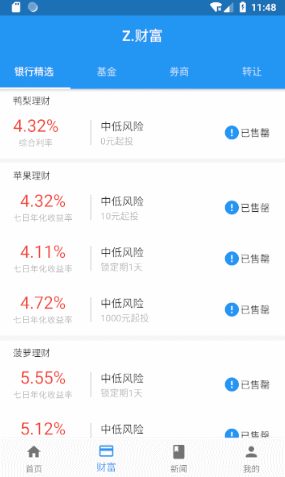 11:48
Z.财富
银行精选 基金 券商 转让
鸭梨理财
4.32% 中低风险 已售罄
综合利率 0元起投
苹果理财
4.32% 中低风险 已售罄
七日年化收益率 10元起投
4.11% 中低风险 已售罄
七日年化收益率 锁定期1天
4.72% 中低风险 已售罄
七日年化收益率 1000元起投
菠萝理财
5.55% 中低风险 已售罄
七日年化收益率 锁定期1天
5.12% 中低风险 已售罄
首页 财富 新闻 我的